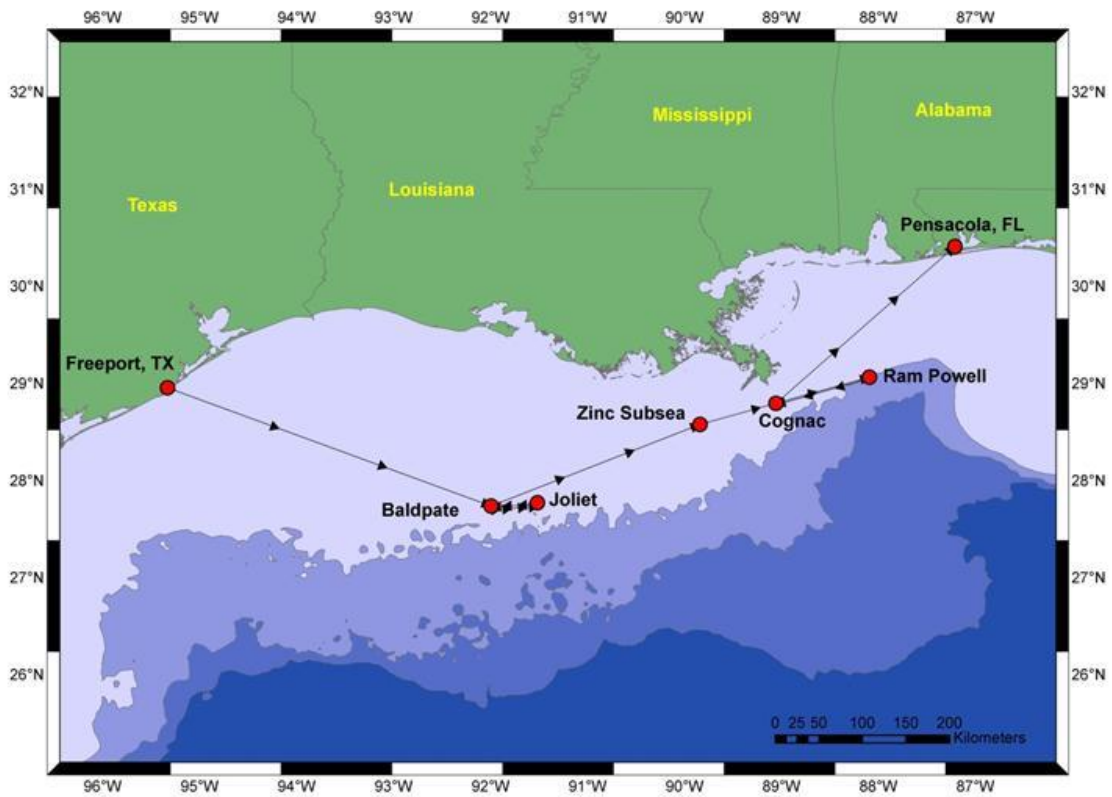 96°W 95°W 94°W 92°W 91°W 90°W 89°W 88°W 87°W
32°N 32°N
Mississippi Alabama
31°N 31°N
Louisiana
Texas
Pensacola, FL
30°N 30°N
Freeport, TX
29°N 29°N
Ram Powell
Zinc Subsea
Cognac
28°N 28°N
Joliet
Baldpate
27°N 27°N
26°N 26°N
0 25 50 100 150 200
Kilometers
96°W 95°W 94°W 93°W 92°W 91°W 90°W 89°W 88°W 87°W